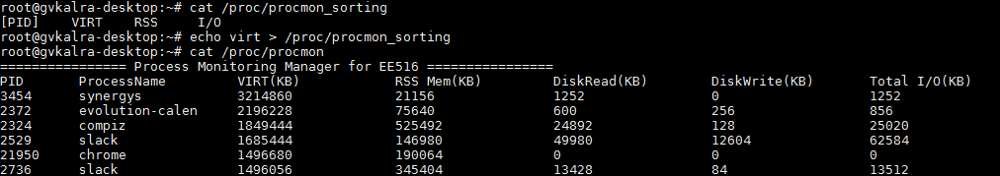 root@gvkalra-desktop:~# cat /proc/procmon_sorting
[PID] VIRT RSS I/O
root@gvkalra-desktop:~# echo virt > /proc/procmon_sorting
root@gvkalra-desktop:~# cat /proc/procmon
================ Process Monitoring Manager for EE516 ================
PID ProcessName VIRT(KB) RSS Mem(KB) DiskRead(KB) DiskWrite(KB) Total I/O(KB)
3454 synergys 3214860 21156 1252 0 1252
2372 evolution-calen 2196228 75640 600 256 856
2324 compiz 1849444 525492 24892 128 25020
2529 slack 1685444 146980 49980 12604 62584
21950 chrome 1496680 190064 0 0 0
2736 slack 1496056 345404 13428 84 13512